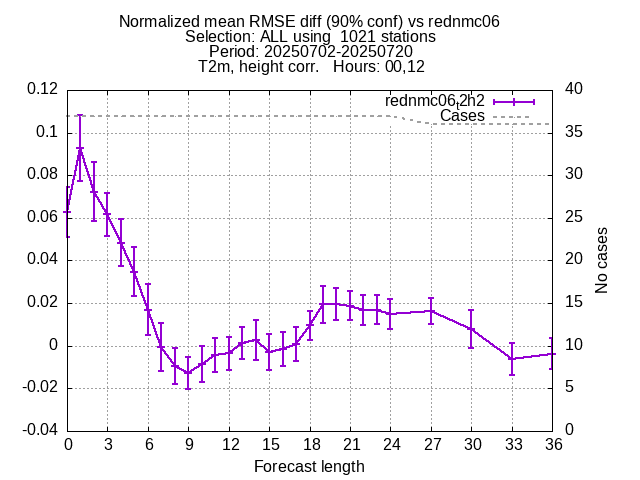 Normalized mean RMSE diff (90% conf) vs rednmc06
Selection: ALL using  1021 stations
Period: 20250702-20250720
T2m, height corr.   Hours: 00,12
rednmc06,t2h2
Cases
0.12
0.1
0.08
0.06
0.04
0.02
0
-0.02
-0.04
40
35
30
25
20
15
10
5
0
No cases
0 3 6 9 12 15 18 21 24 27 30 33 36
Forecast length